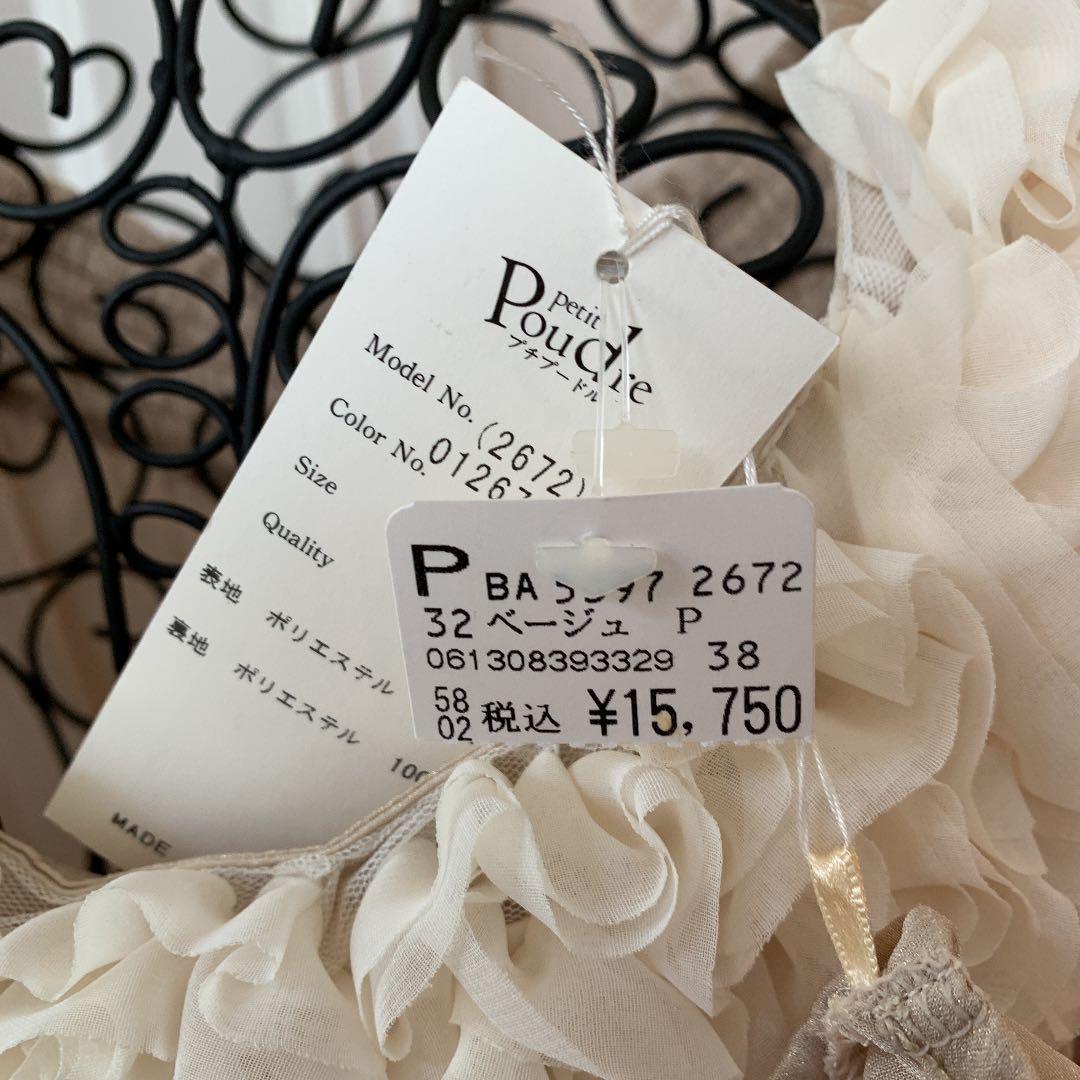 petit
Poudre
プチプードル
Model No. (2672)
Color No. 0126
Size
Quality
表地 ポリエステル
裏地 ポリエステル
100
MADE
P BA 2672
32 ベージュ P
061308393329 38
58
02 税込 ¥15,750